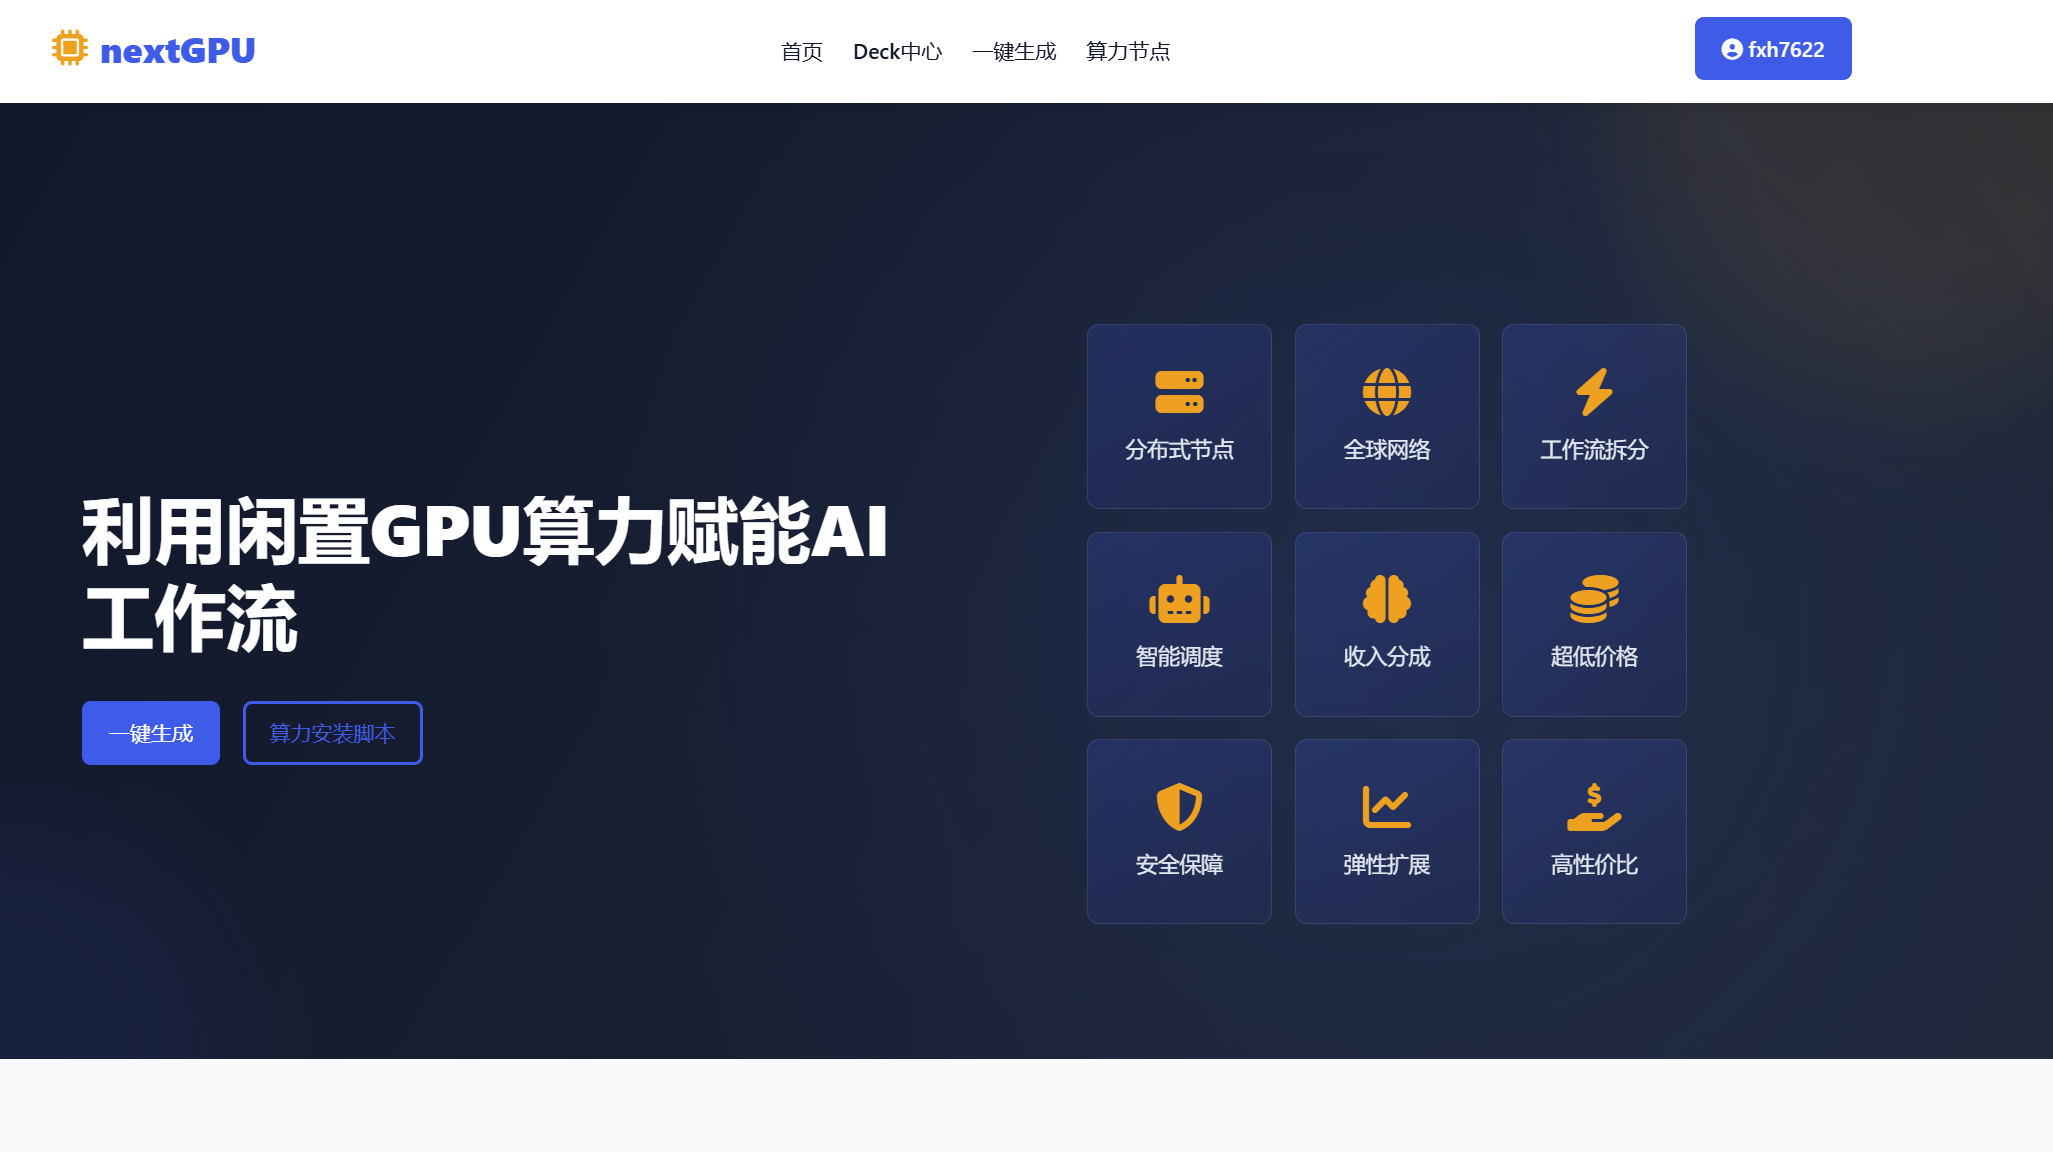 nextGPU
首页
Deck中心
一键生成
算力节点
fxh7622
利用闲置GPU算力赋能AI
工作流
一键生成
算力安装脚本
分布式节点
全球网络
工作流拆分
智能调度
收入分成
超低价格
安全保障
弹性扩展
高性价比